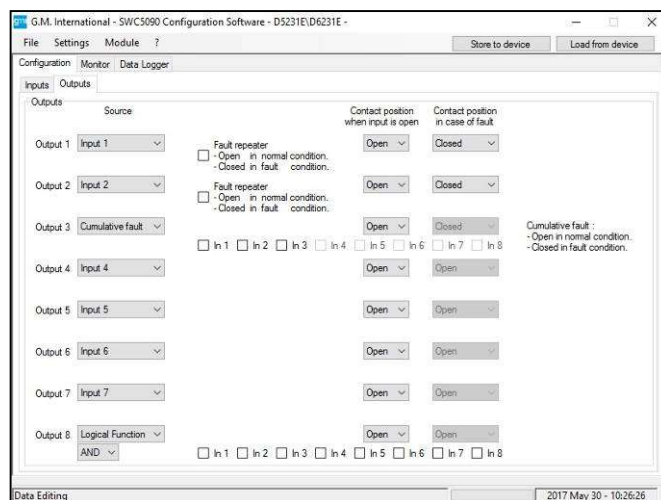 G.M. International - SWC5090 Configuration Software - D5231E\D6231E -
File Settings Module ? Store to device Load from device
Configuration Monitor Data Logger
Inputs Outputs
Outputs
Source Contact position when input is open Contact position in case of fault
Output 1 Input 1 Fault repeater Open Closed
- Open in normal condition.
- Closed in fault condition.
Output 2 Input 2 Fault repeater Open Closed
- Open in normal condition.
- Closed in fault condition.
Output 3 Cumulative fault Open Closed Cumulative fault :
- Open in normal condition.
- Closed in fault condition.
In 1 In 2 In 3 In 4 In 5 In 6 In 7 In 8
Output 4 Input 4 Open Open
Output 5 Input 5 Open Open
Output 6 Input 6 Open Open
Output 7 Input 7 Open Open
Output 8 Logical Function Open Open
AND In 1 In 2 In 3 In 4 In 5 In 6 In 7 In 8
Data Editing 2017 May 30 - 10:26:26